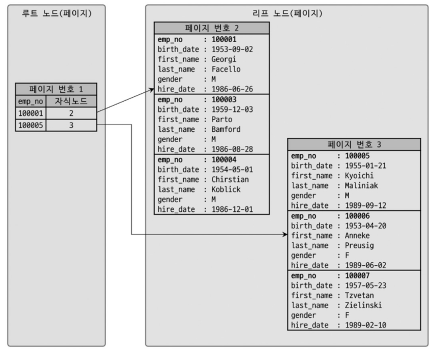 루트 노드(페이지)
페이지 번호 1
emp_no 자식노드
100001 2
100005 3
리프 노드(페이지)
페이지 번호 2
emp_no : 100001
birth_date : 1953-09-02
first_name : Georgi
last_name : Facello
gender : M
hire_date : 1986-06-26
emp_no : 100003
birth_date : 1959-12-03
first_name : Parto
last_name : Bamford
gender : M
hire_date : 1986-08-28
emp_no : 100004
birth_date : 1954-05-01
first_name : Chirstian
last_name : Koblick
gender : M
hire_date : 1986-12-01
페이지 번호 3
emp_no : 100005
birth_date : 1955-01-21
first_name : Kyoichi
last_name : Maliniak
gender : M
hire_date : 1989-09-12
emp_no : 100006
birth_date : 1953-04-20
first_name : Anneke
last_name : Preusig
gender : F
hire_date : 1989-06-02
emp_no : 100007
birth_date : 1957-05-23
first_name : Tzvetan
last_name : Zielinski
gender : F
hire_date : 1989-02-10